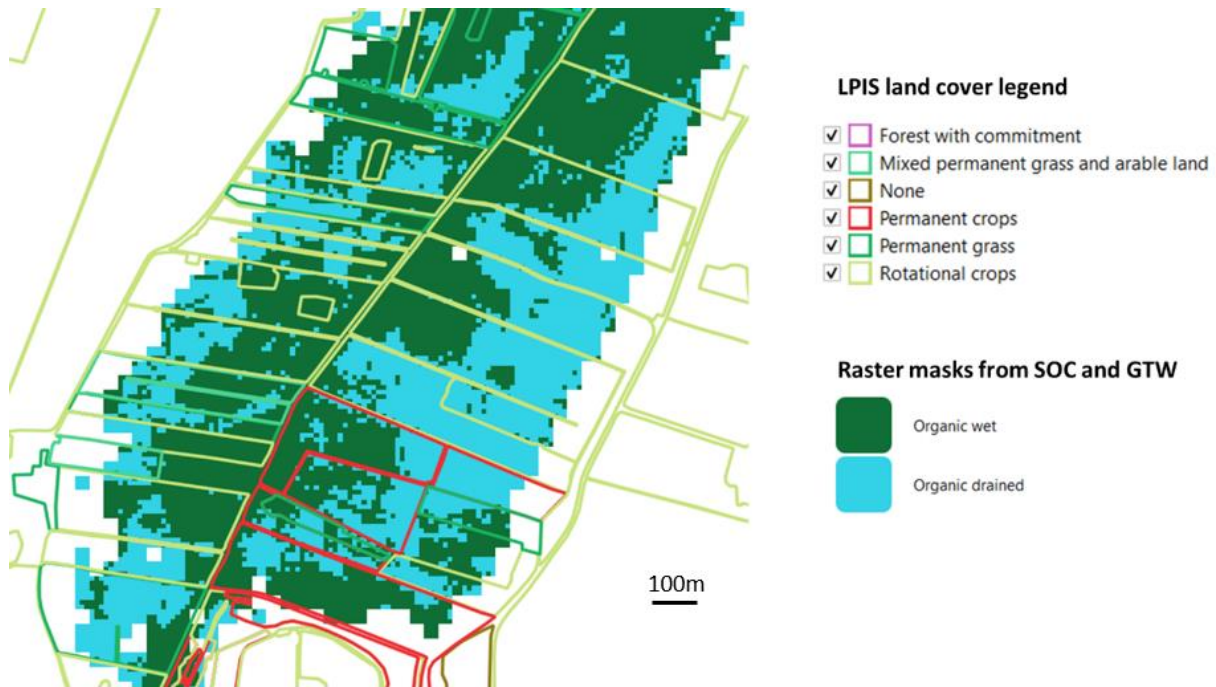 LPIS land cover legend
Forest with commitment
Mixed permanent grass and arable land
None
Permanent crops
Permanent grass
Rotational crops
Raster masks from SOC and GTW
Organic wet
Organic drained
100m